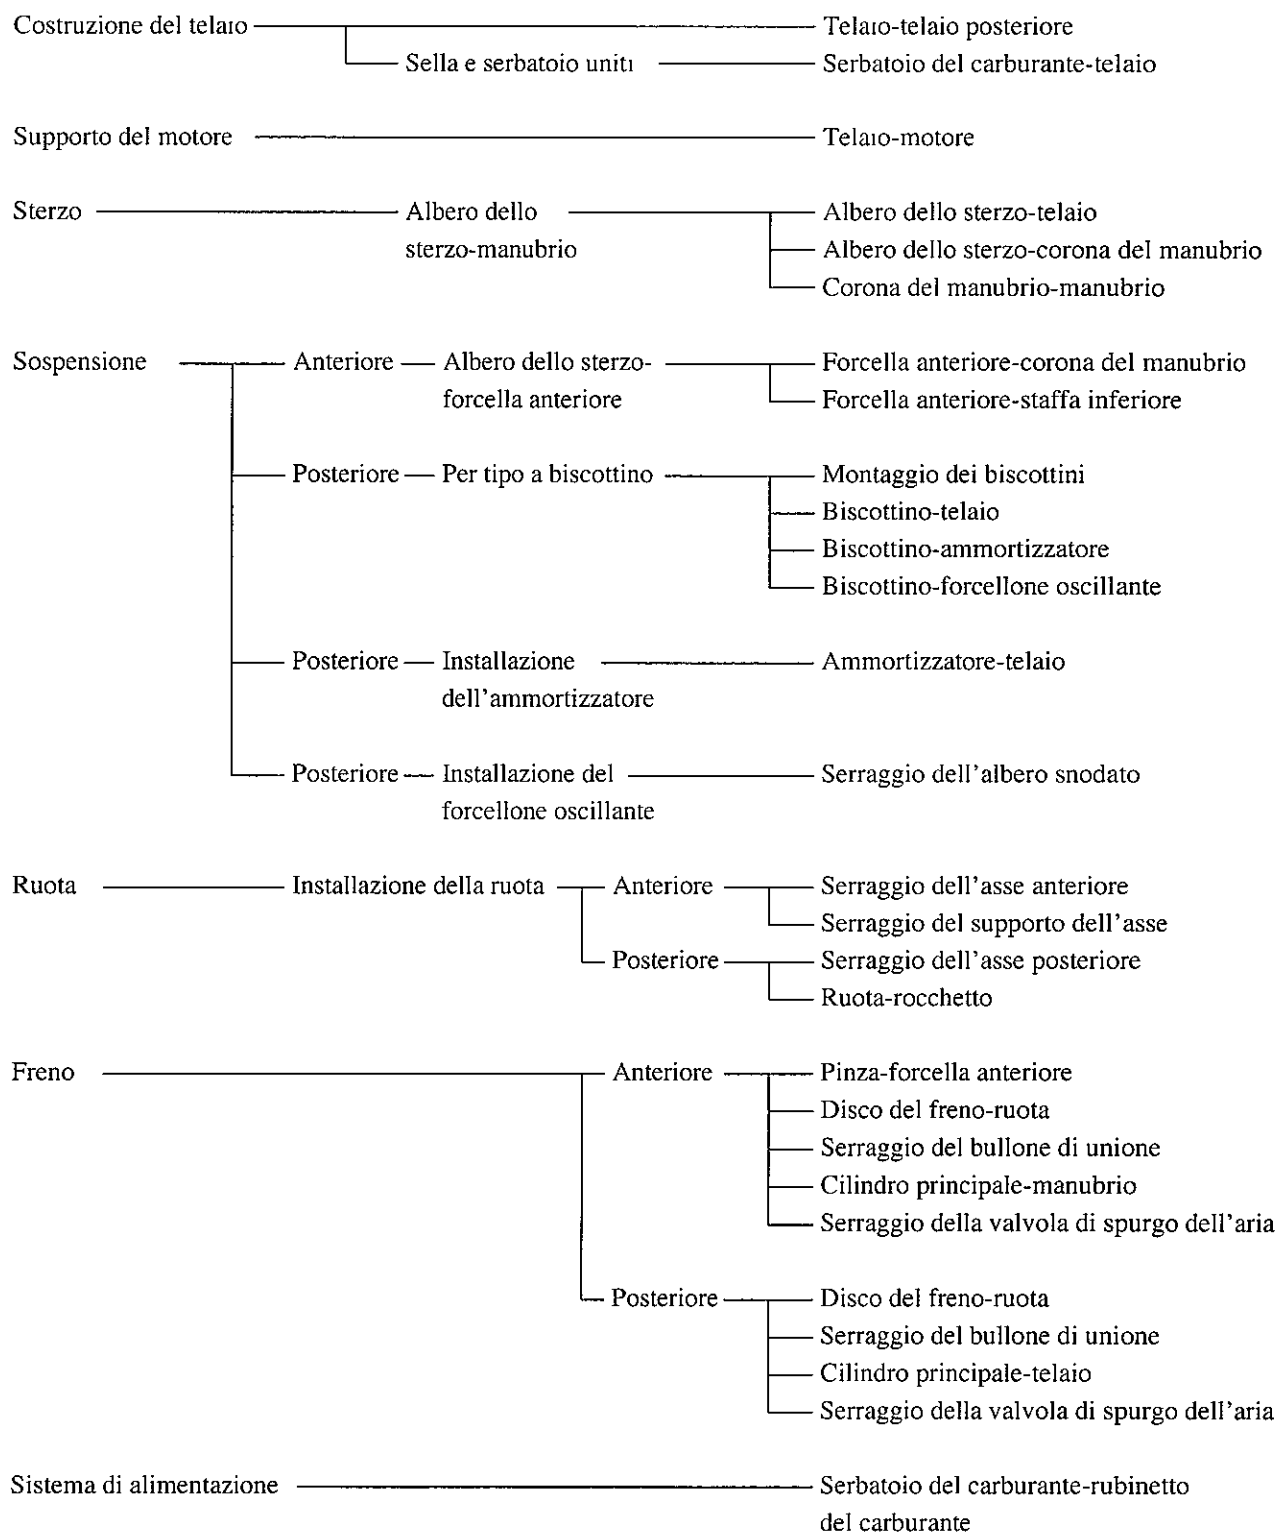 Costruzione del telaio Telaio-telaio posteriore
Sella e serbatoio uniti Serbatoio del carburante-telaio
Supporto del motore Telaio-motore
Sterzo Albero dello Albero dello sterzo-telaio
sterzo-manubrio Albero dello sterzo-corona del manubrio
Corona del manubrio-manubrio
Sospensione Anteriore Albero dello sterzo- Forcella anteriore-corona del manubrio
forcella anteriore Forcella anteriore-staffa inferiore
Posteriore Per tipo a biscottino Montaggio dei biscottini
Biscottino-telaio
Biscottino-ammortizzatore
Biscottino-forcellone oscillante
Posteriore Installazione Ammortizzatore-telaio
dell'ammortizzatore
Posteriore Installazione del Serraggio dell'albero snodato
forcellone oscillante
Ruota Installazione della ruota Anteriore Serraggio dell'asse anteriore
Serraggio del supporto dell'asse
Posteriore Serraggio dell'asse posteriore
Ruota-rocchetto
Freno Anteriore Pinza-forcella anteriore
Disco del freno-ruota
Serraggio del bullone di unione
Cilindro principale-manubrio
Serraggio della valvola di spurgo dell'aria
Posteriore Disco del freno-ruota
Serraggio del bullone di unione
Cilindro principale-telaio
Serraggio della valvola di spurgo dell'aria
Sistema di alimentazione Serbatoio del carburante-rubinetto
del carburante